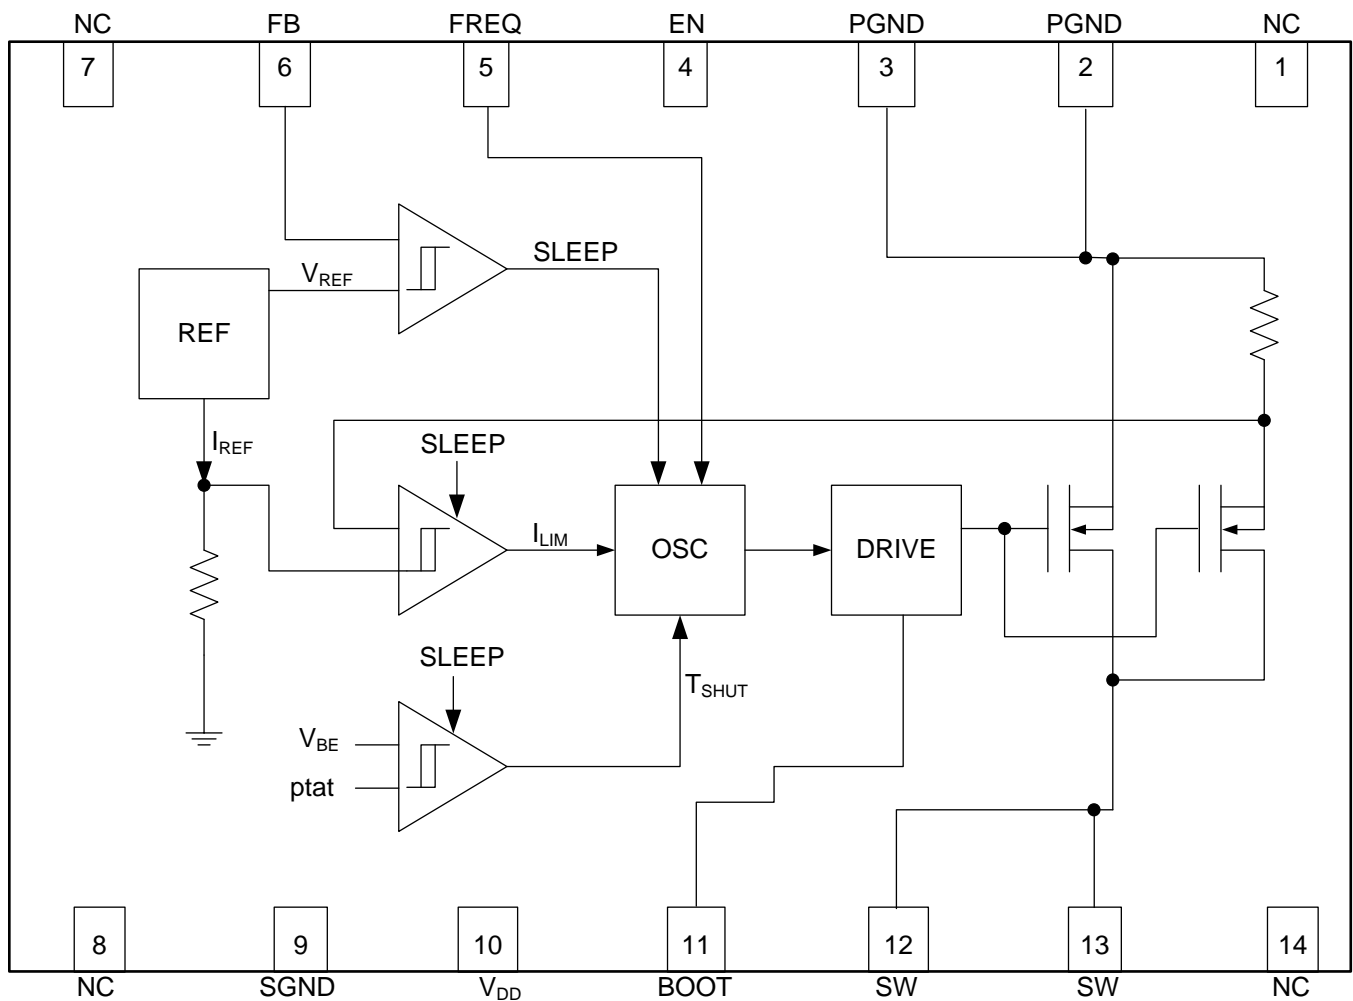 NC FB FREQ EN PGND PGND NC
7 6 5 4 3 2 1
SLEEP
VREF
REF
IREF
SLEEP
ILIM
OSC
DRIVE
SLEEP
TSHUT
VBE
ptat
8 9 10 11 12 13 14
NC SGND VDD BOOT SW SW NC